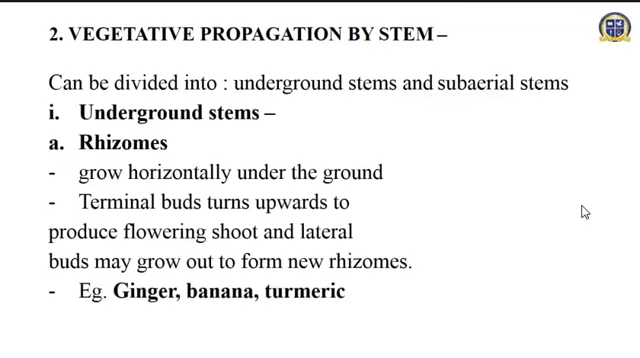 2. VEGETATIVE PROPAGATION BY STEM –
Can be divided into : underground stems and subaerial stems
i. Underground stems –
a. Rhizomes
- grow horizontally under the ground
- Terminal buds turns upwards to
produce flowering shoot and lateral
buds may grow out to form new rhizomes.
- Eg. Ginger, banana, turmeric